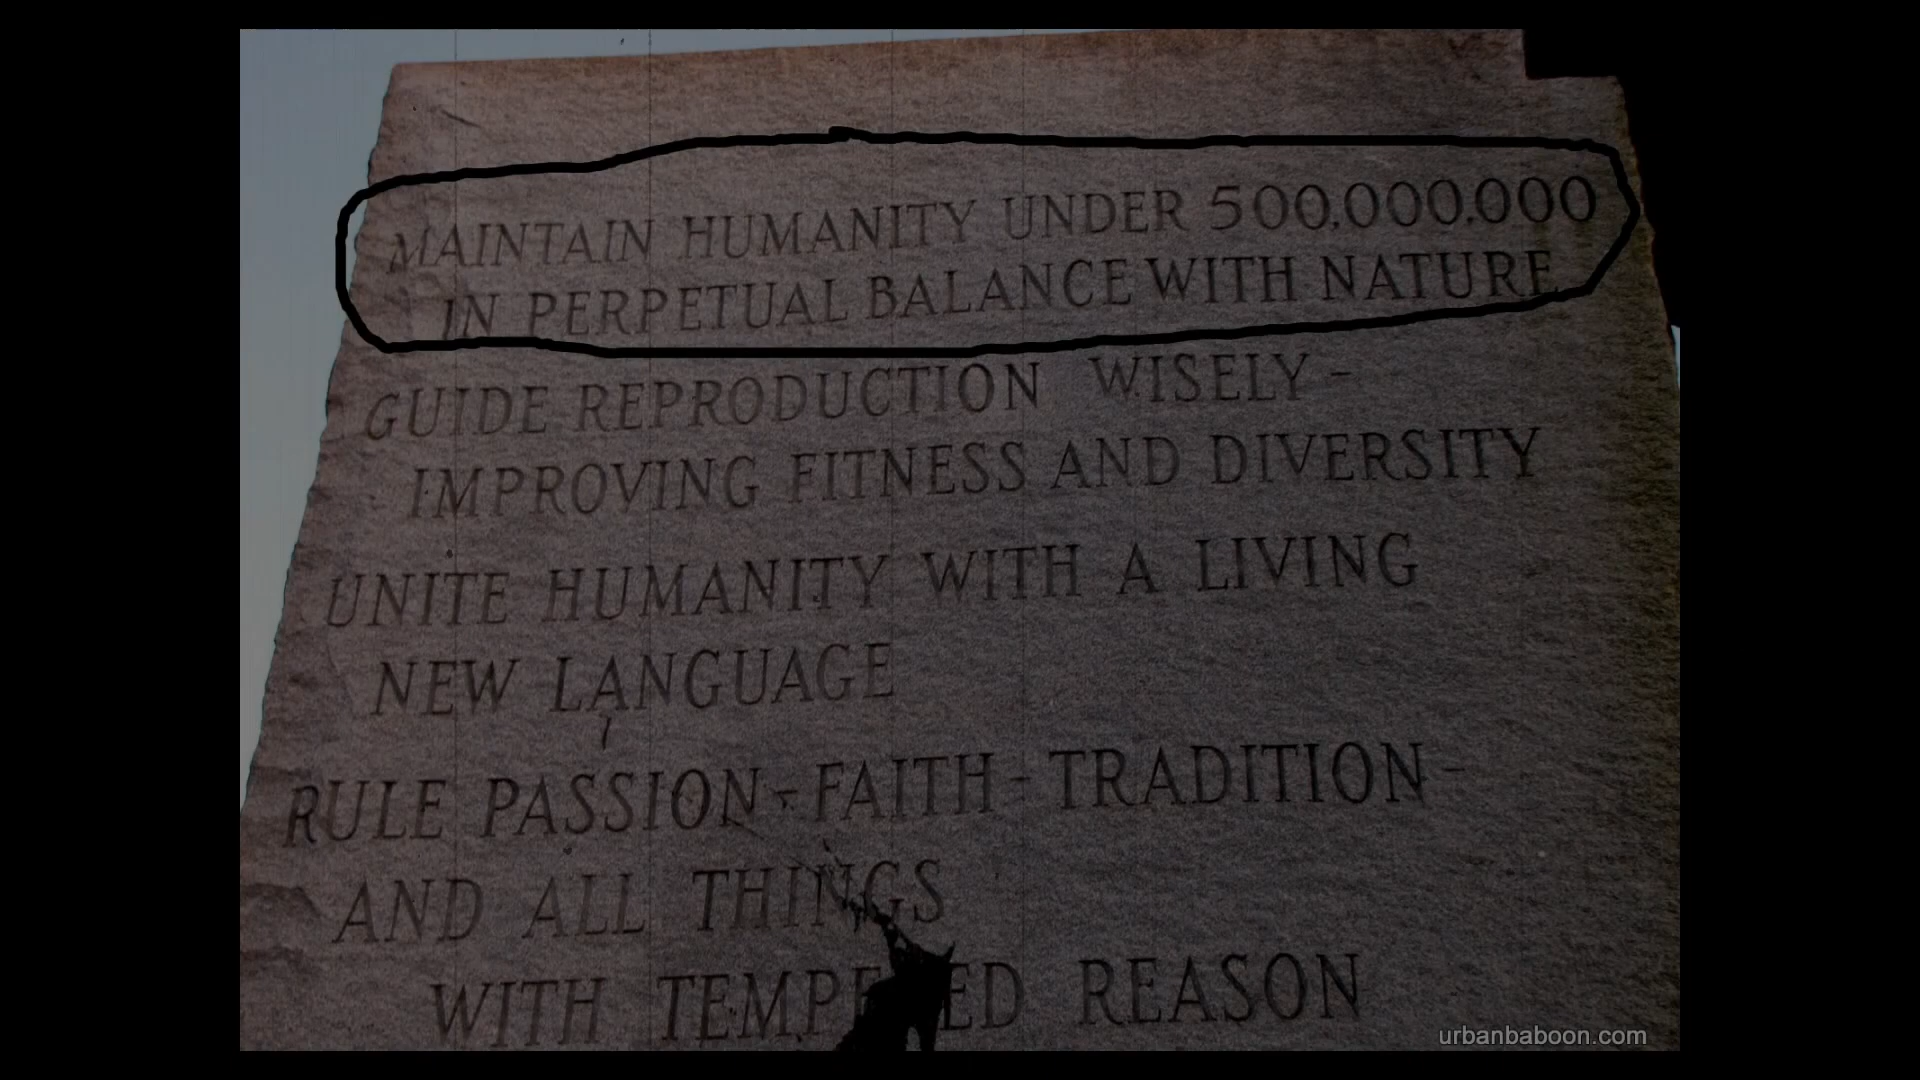 MAINTAIN HUMANITY UNDER 500,000,000
IN PERPETUAL BALANCE WITH NATURE
GUIDE REPRODUCTION WISELY -
IMPROVING FITNESS AND DIVERSITY
UNITE HUMANITY WITH A LIVING
NEW LANGUAGE
RULE PASSION - FAITH - TRADITION -
AND ALL THINGS
WITH REASON
urbanbaboon.com